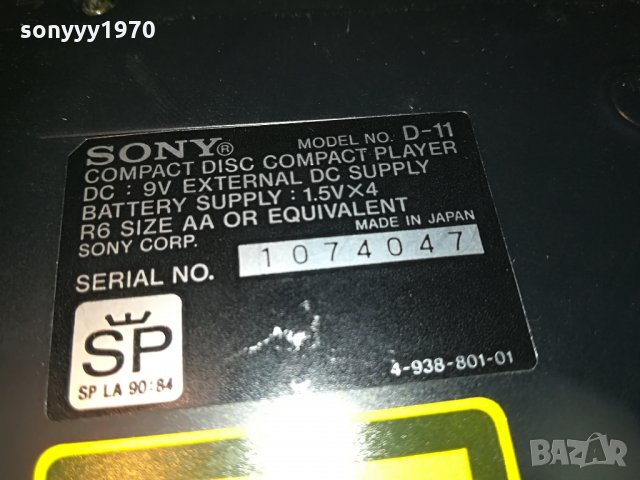 sonyyy1970
SONY® MODEL NO. D-11
COMPACT DISC COMPACT PLAYER
DC : 9V EXTERNAL DC SUPPLY
BATTERY SUPPLY : 1.5V×4
R6 SIZE AA OR EQUIVALENT
SONY CORP. MADE IN JAPAN
SERIAL NO. 1074047
SP
SP LA 90:84
4-938-801-01
BAZAR